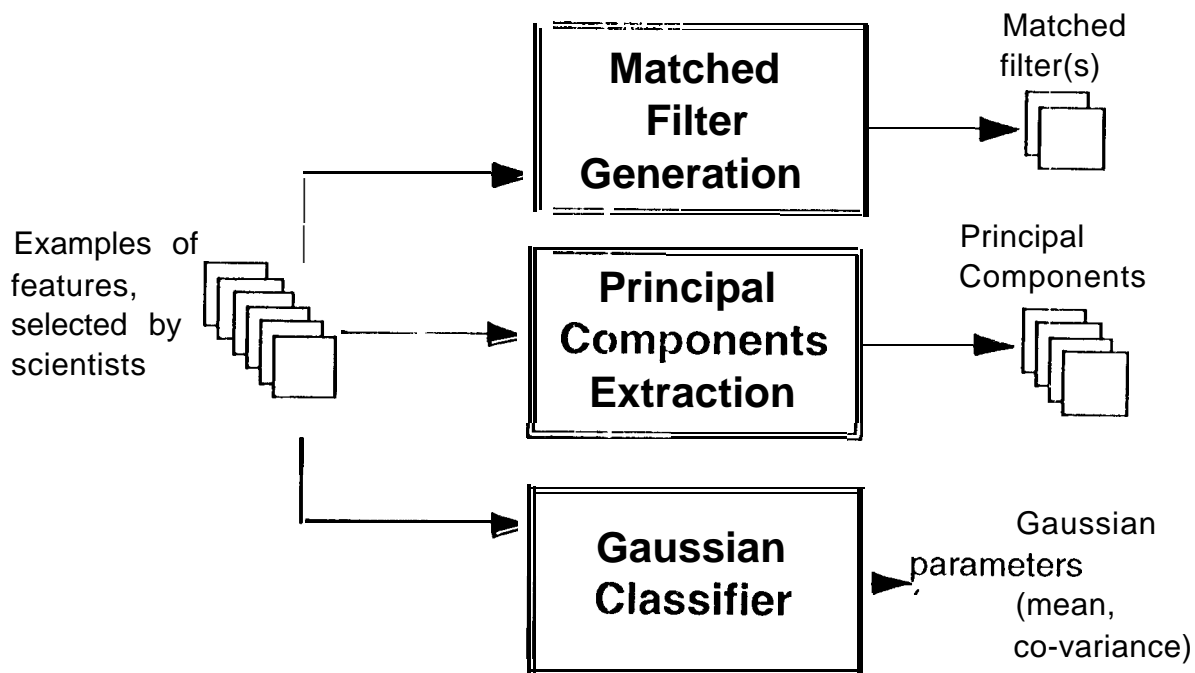 Examples of
features,
selected by
scientists
Matched
Filter
Generation
Matched
filter(s)
Principal
Components
Extraction
Principal
Components
Gaussian
Classifier
Gaussian
parameters
(mean,
co-variance)